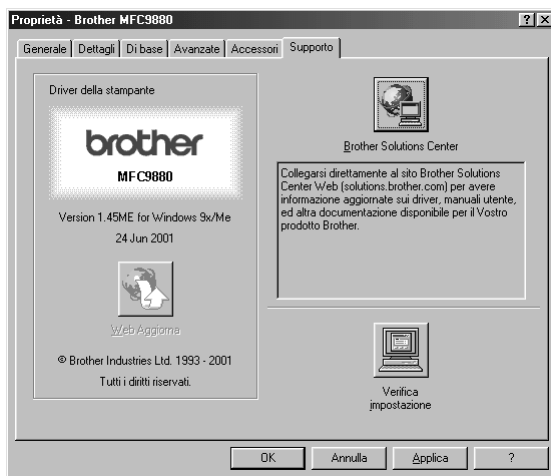 Proprietà - Brother MFC9880
? X
Generale Dettagli Di base Avanzate Accessori Supporto
Driver della stampante
brother
MFC9880
Version 1.45ME for Windows 9x/Me
24 Jun 2001
Web Aggiorna
© Brother Industries Ltd. 1993 - 2001
Tutti i diritti riservati.
Brother Solutions Center
Collegarsi direttamente al sito Brother Solutions
Center Web (solutions.brother.com) per avere
informazione aggiornate sui driver, manuali utente,
ed altra documentazione disponibile per il Vostro
prodotto Brother.
Verifica
impostazione
OK Annulla Applica ?